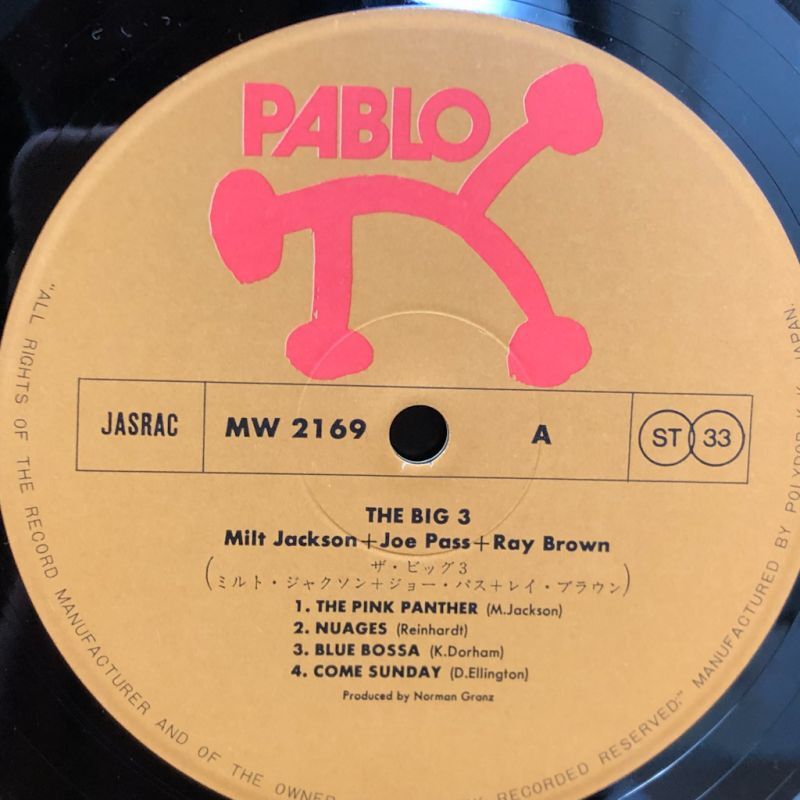 PABLO
JASRAC
MW 2169
A
ST 33
THE BIG 3
Milt Jackson+Joe Pass+Ray Brown
ザ・ビッグ3
(ミルト・ジャクソン+ジョー・パス+レイ・ブラウン)
1. THE PINK PANTHER (M.Jackson)
2. NUAGES (Reinhardt)
3. BLUE BOSSA (K.Dorham)
4. COME SUNDAY (D.Ellington)
Produced by Norman Granz
"ALL RIGHTS OF THE RECORD MANUFACTURER AND OF THE OWNER RECORDED RESERVED." MANUFACTURED BY POLYDOR K.K. JAPAN.